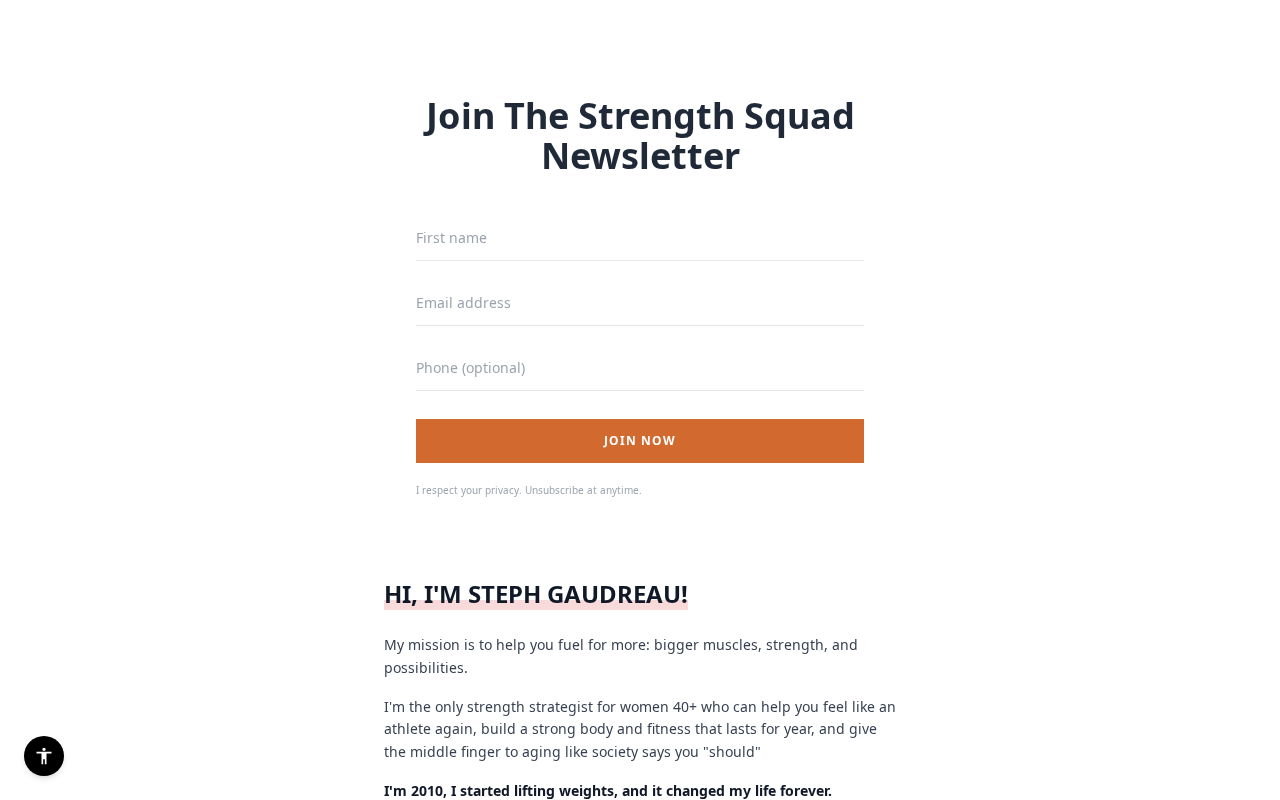 Join The Strength Squad
Newsletter
First name
Email address
Phone (optional)
JOIN NOW
I respect your privacy. Unsubscribe at anytime.
HI, I'M STEPH GAUDREAU!
My mission is to help you fuel for more: bigger muscles, strength, and
possibilities.
I'm the only strength strategist for women 40+ who can help you feel like an
athlete again, build a strong body and fitness that lasts for year, and give
the middle finger to aging like society says you "should"
I'm 2010, I started lifting weights, and it changed my life forever.